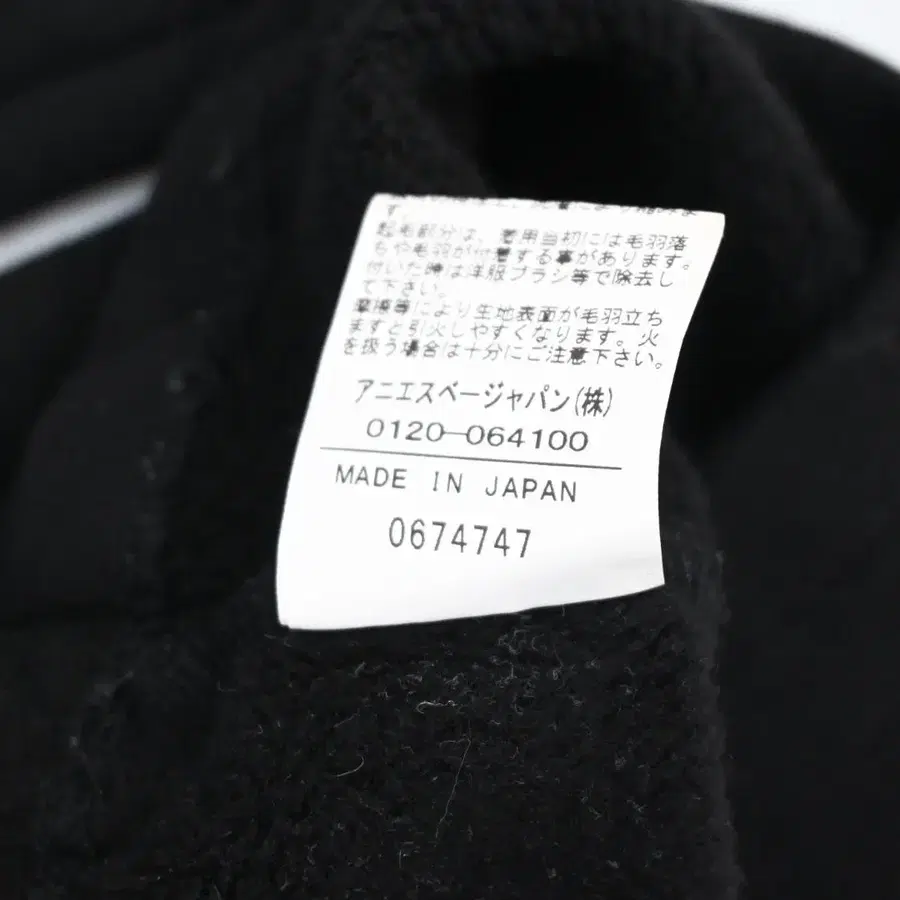 す。
起毛部分は、着用当初には毛羽落
ちや毛羽が付着する事があります。
付いた時は洋服ブラシ等で除去し
て下さい。
摩擦等により生地表面が毛羽立ち
ますと引火しやすくなります。火
を扱う場合は十分にご注意下さい。
アニエスベージャパン(株)
0120-064100
MADE IN JAPAN
0674747